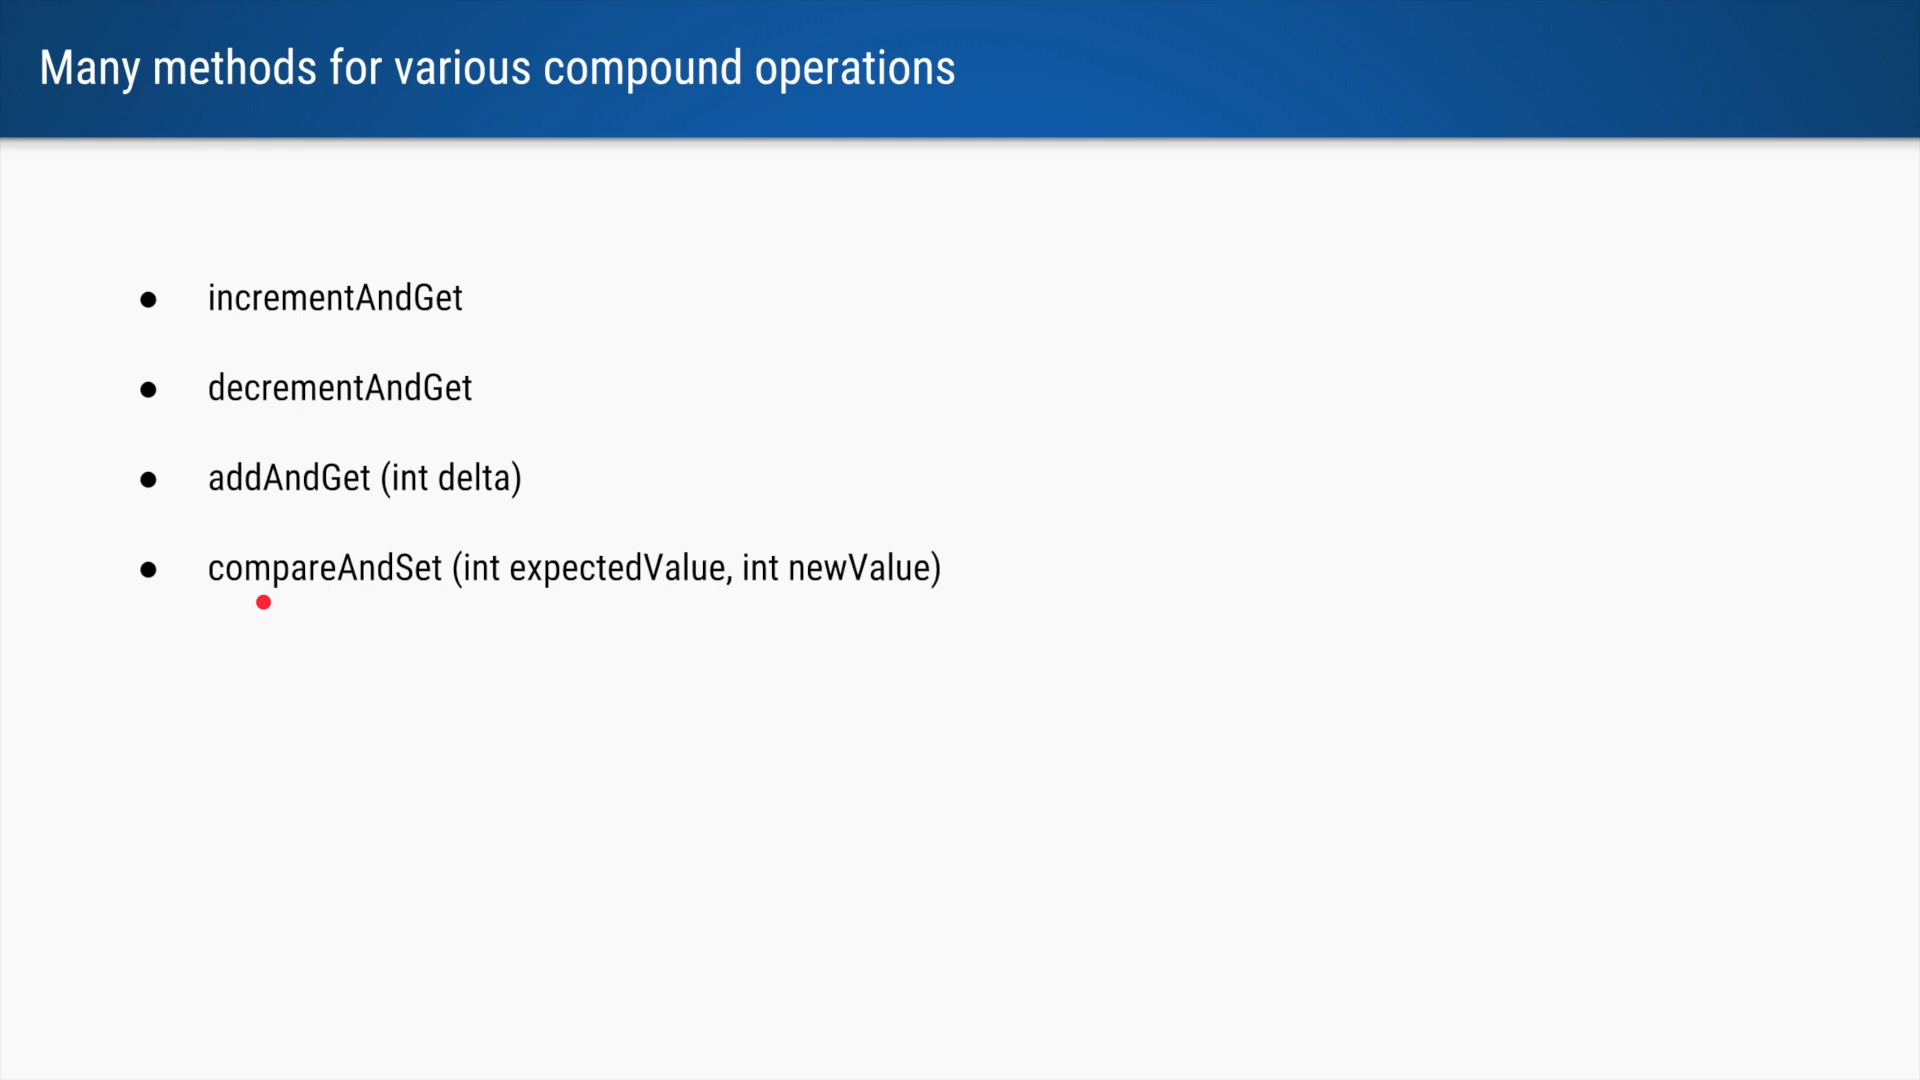 Many methods for various compound operations
● incrementAndGet
● decrementAndGet
● addAndGet (int delta)
● compareAndSet (int expectedValue, int newValue)